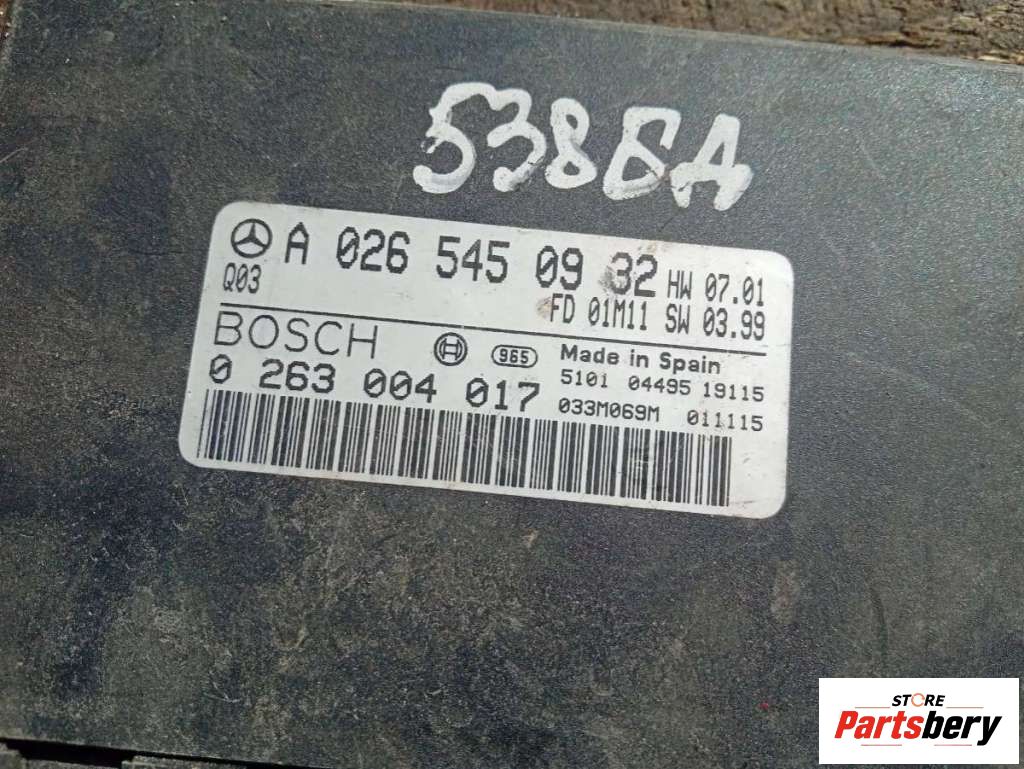 538БА
A 026 545 09 32 HW 07.01
Q03 FD 01M11 SW 03.99
BOSCH 965 Made in Spain
0 263 004 017 5101 04495 19115
033M069M 011115
STORE
Partsbery